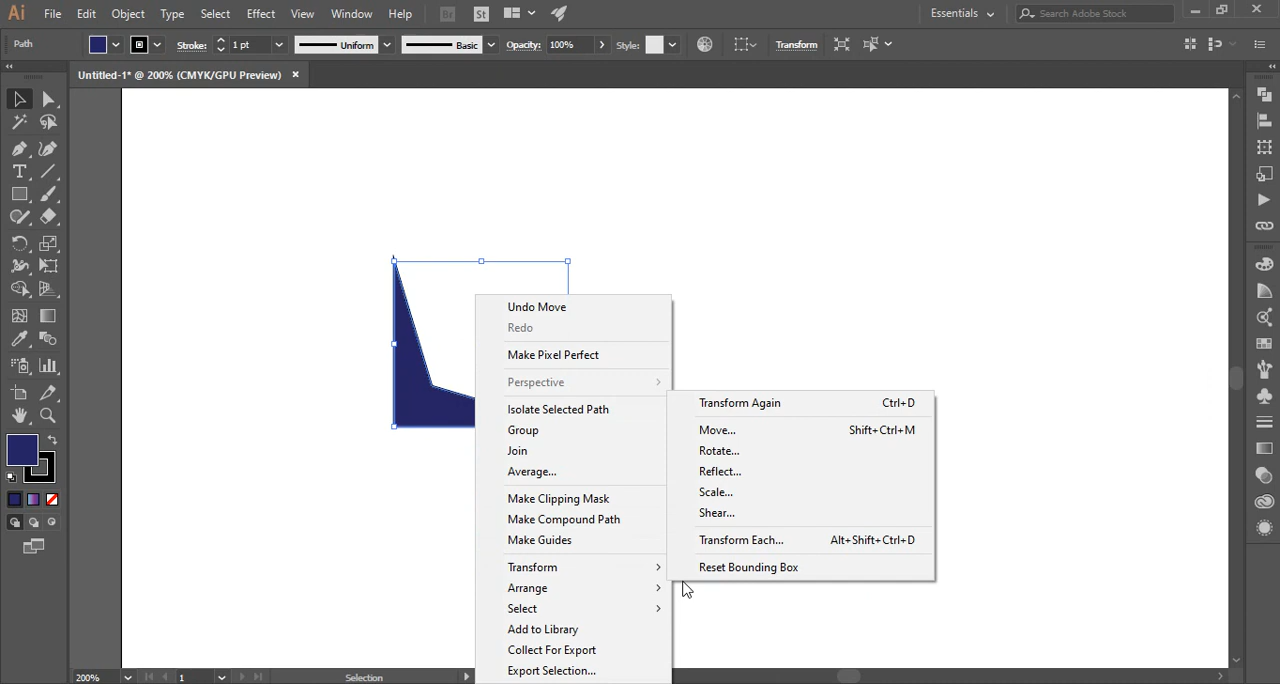 Ai File Edit Object Type Select Effect View Window Help Br St Essentials Search Adobe Stock
Path Stroke: 1 pt Uniform Basic Opacity: 100% Style: Transform
Untitled-1* @ 200% (CMYK/GPU Preview)
Undo Move
Redo
Make Pixel Perfect
Perspective
Isolate Selected Path
Group
Join
Average...
Make Clipping Mask
Make Compound Path
Make Guides
Transform
Arrange
Select
Add to Library
Collect For Export
Export Selection...
Transform Again Ctrl+D
Move... Shift+Ctrl+M
Rotate...
Reflect...
Scale...
Shear...
Transform Each... Alt+Shift+Ctrl+D
Reset Bounding Box
200% 1 Selection